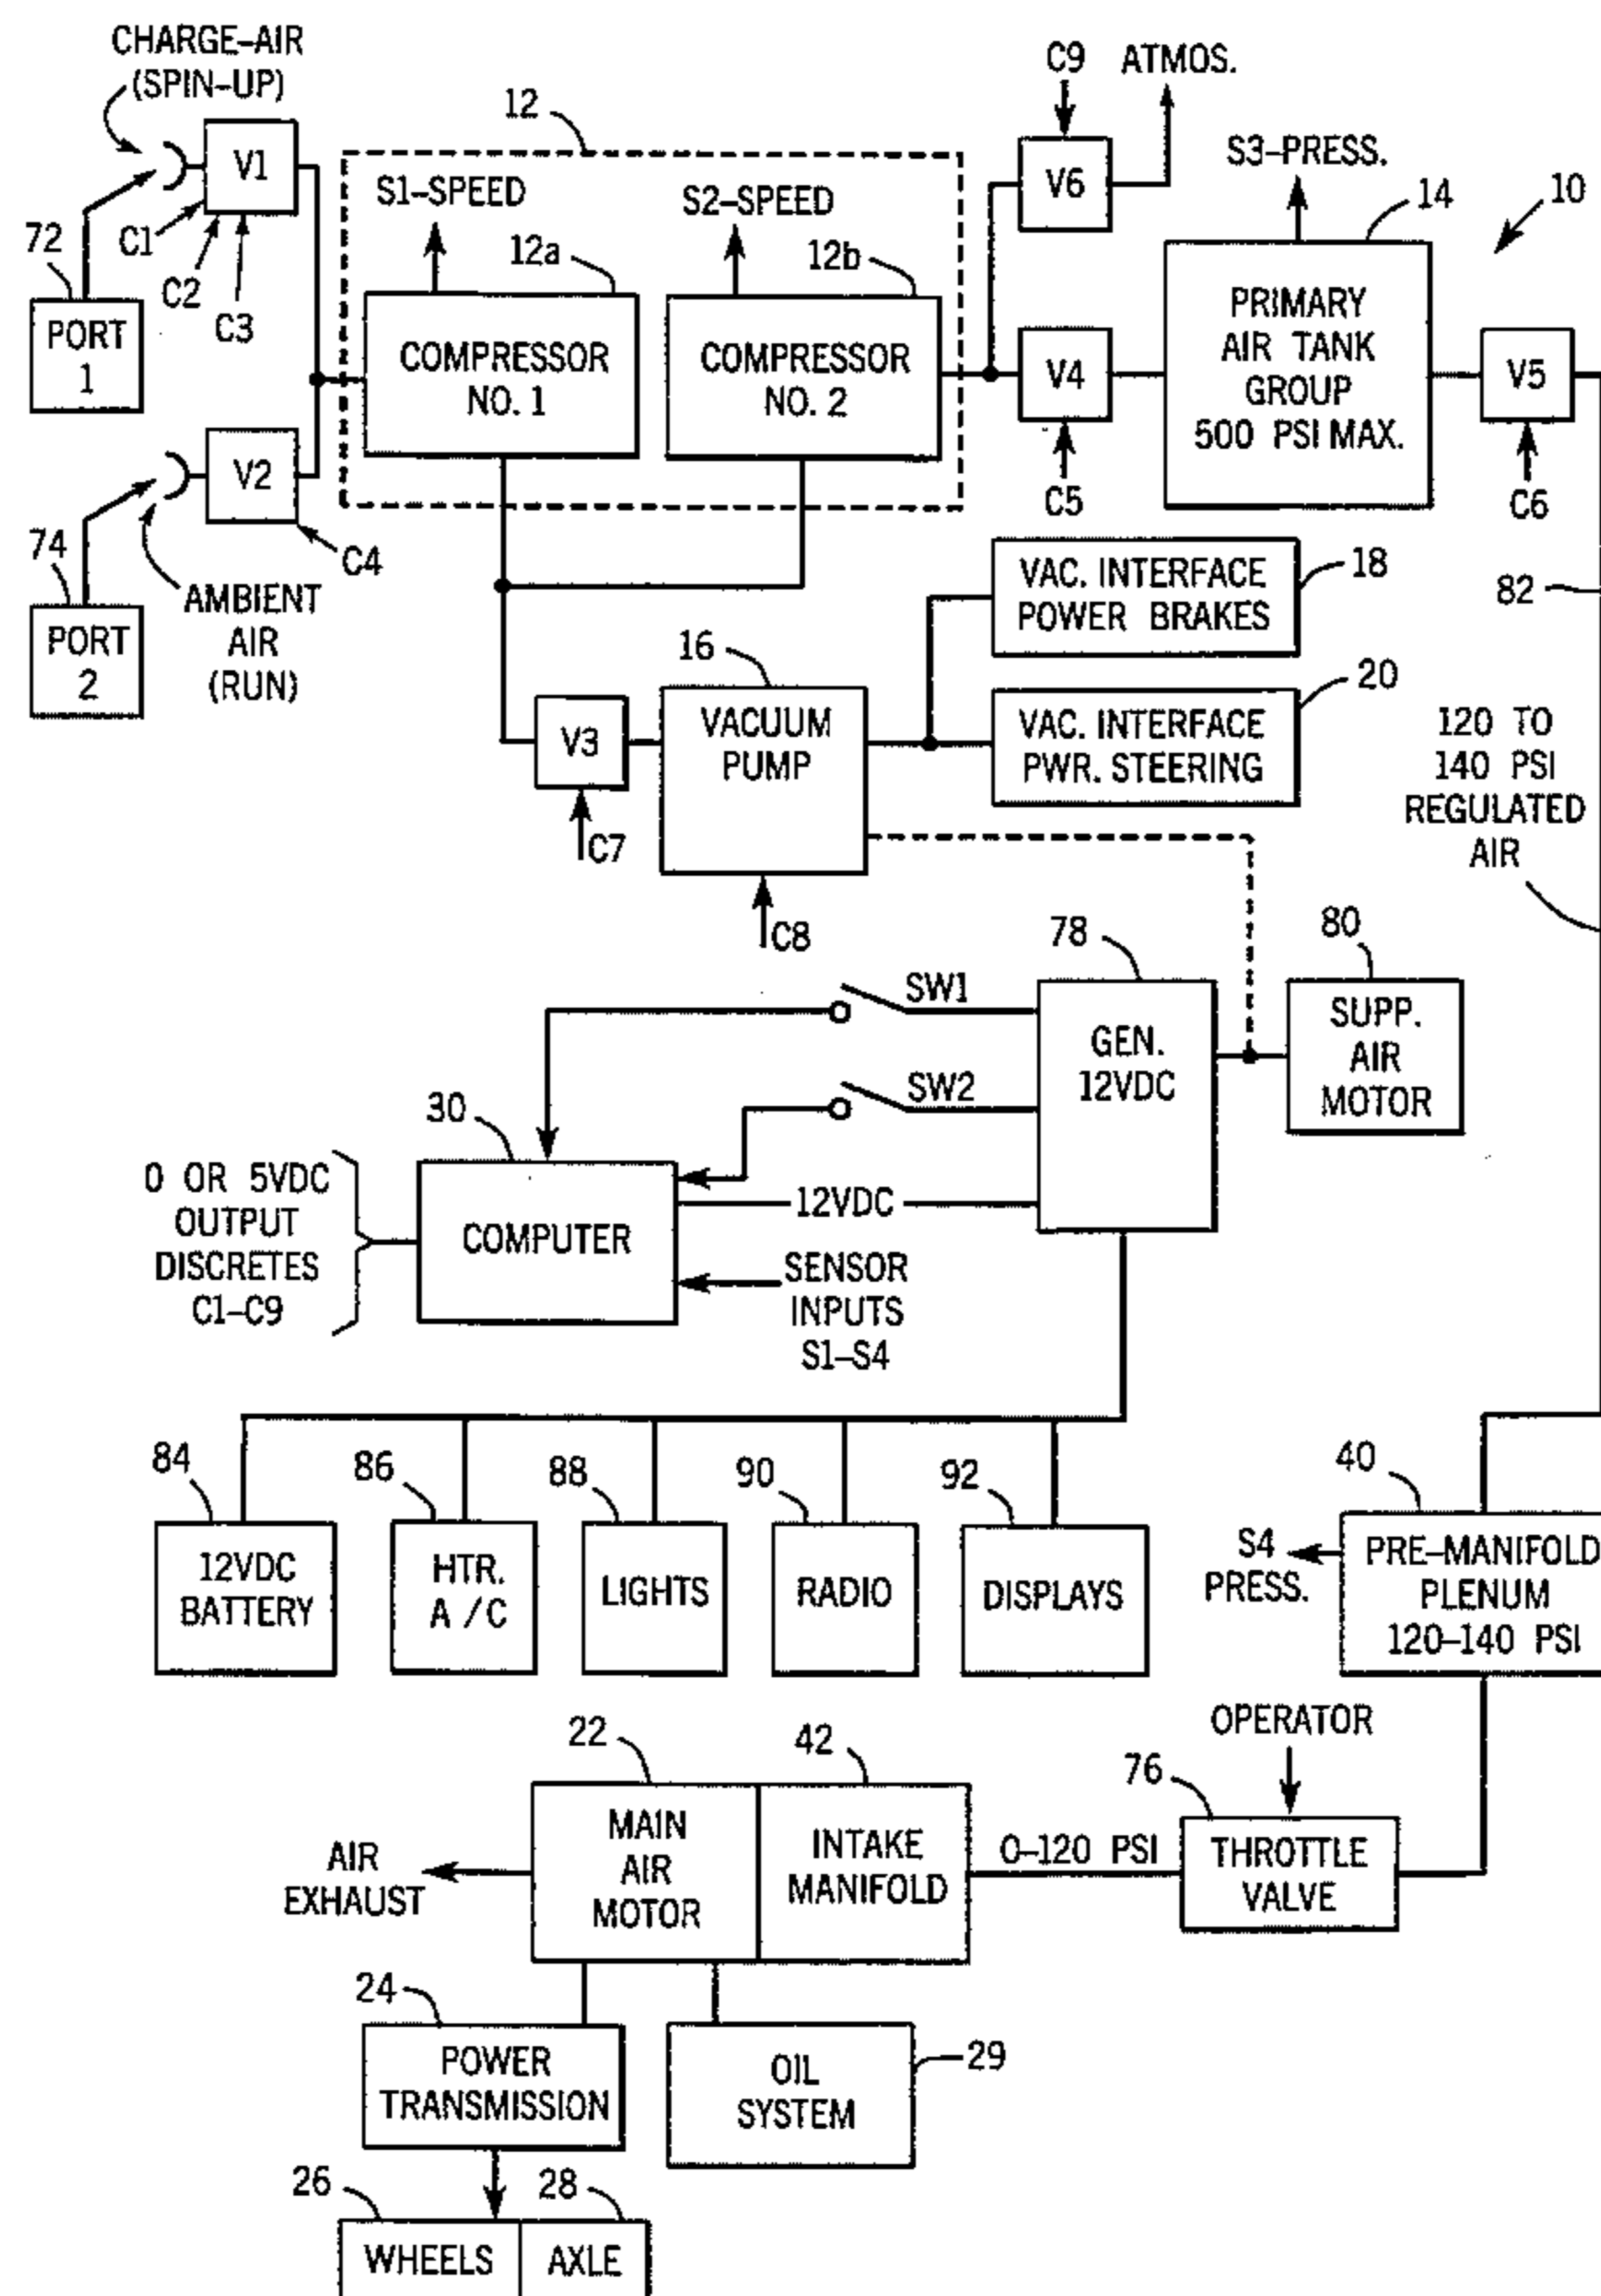 CHARGE-AIR
(SPIN-UP)
12
C9
ATMOS.
V1
V6
S3-PRESS.
S1-SPEED
S2-SPEED
14
10
72
C1
C2
C3
12a
12b
PORT
1
COMPRESSOR
NO. 1
COMPRESSOR
NO. 2
V4
PRIMARY
AIR TANK
GROUP
500 PSI MAX.
V5
V2
C5
C6
74
C4
AMBIENT
AIR
(RUN)
PORT
2
VAC. INTERFACE
POWER BRAKES
18
82
16
20
V3
VACUUM
PUMP
VAC. INTERFACE
PWR. STEERING
120 TO
140 PSI
REGULATED
AIR
C7
C8
78
80
SW1
GEN.
12VDC
SUPP.
AIR
MOTOR
SW2
30
0 OR 5VDC
OUTPUT
DISCRETES
C1-C9
COMPUTER
12VDC
SENSOR
INPUTS
S1-S4
84
86
88
90
92
40
12VDC
BATTERY
HTR.
A/C
LIGHTS
RADIO
DISPLAYS
S4
PRESS.
PRE-MANIFOLD
PLENUM
120-140 PSI
OPERATOR
22
42
76
MAIN
AIR
MOTOR
INTAKE
MANIFOLD
0-120 PSI
THROTTLE
VALVE
AIR
EXHAUST
24
POWER
TRANSMISSION
OIL
SYSTEM
29
26
28
WHEELS
AXLE